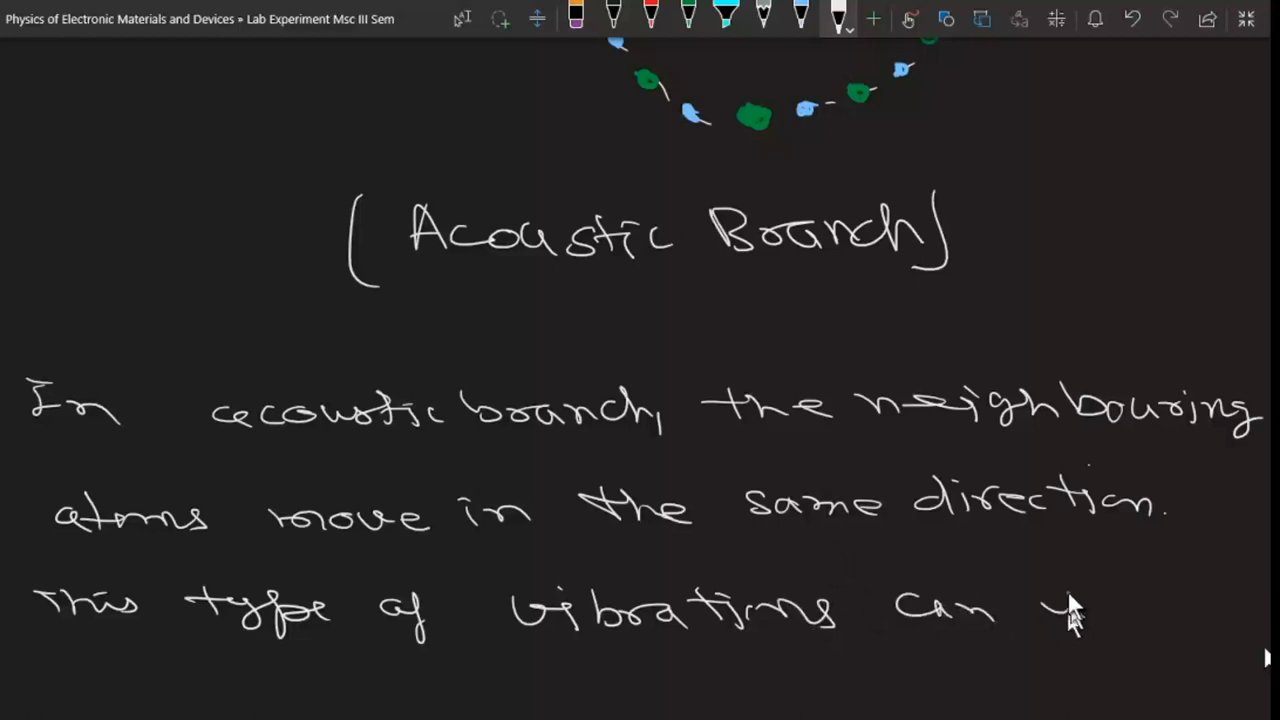 Physics of Electronic Materials and Devices » Lab Experiment Msc III Sem
(Acoustic Branch)
In acoustic branch, the neighbouring
atoms move in the same direction.
This type of vibrations can